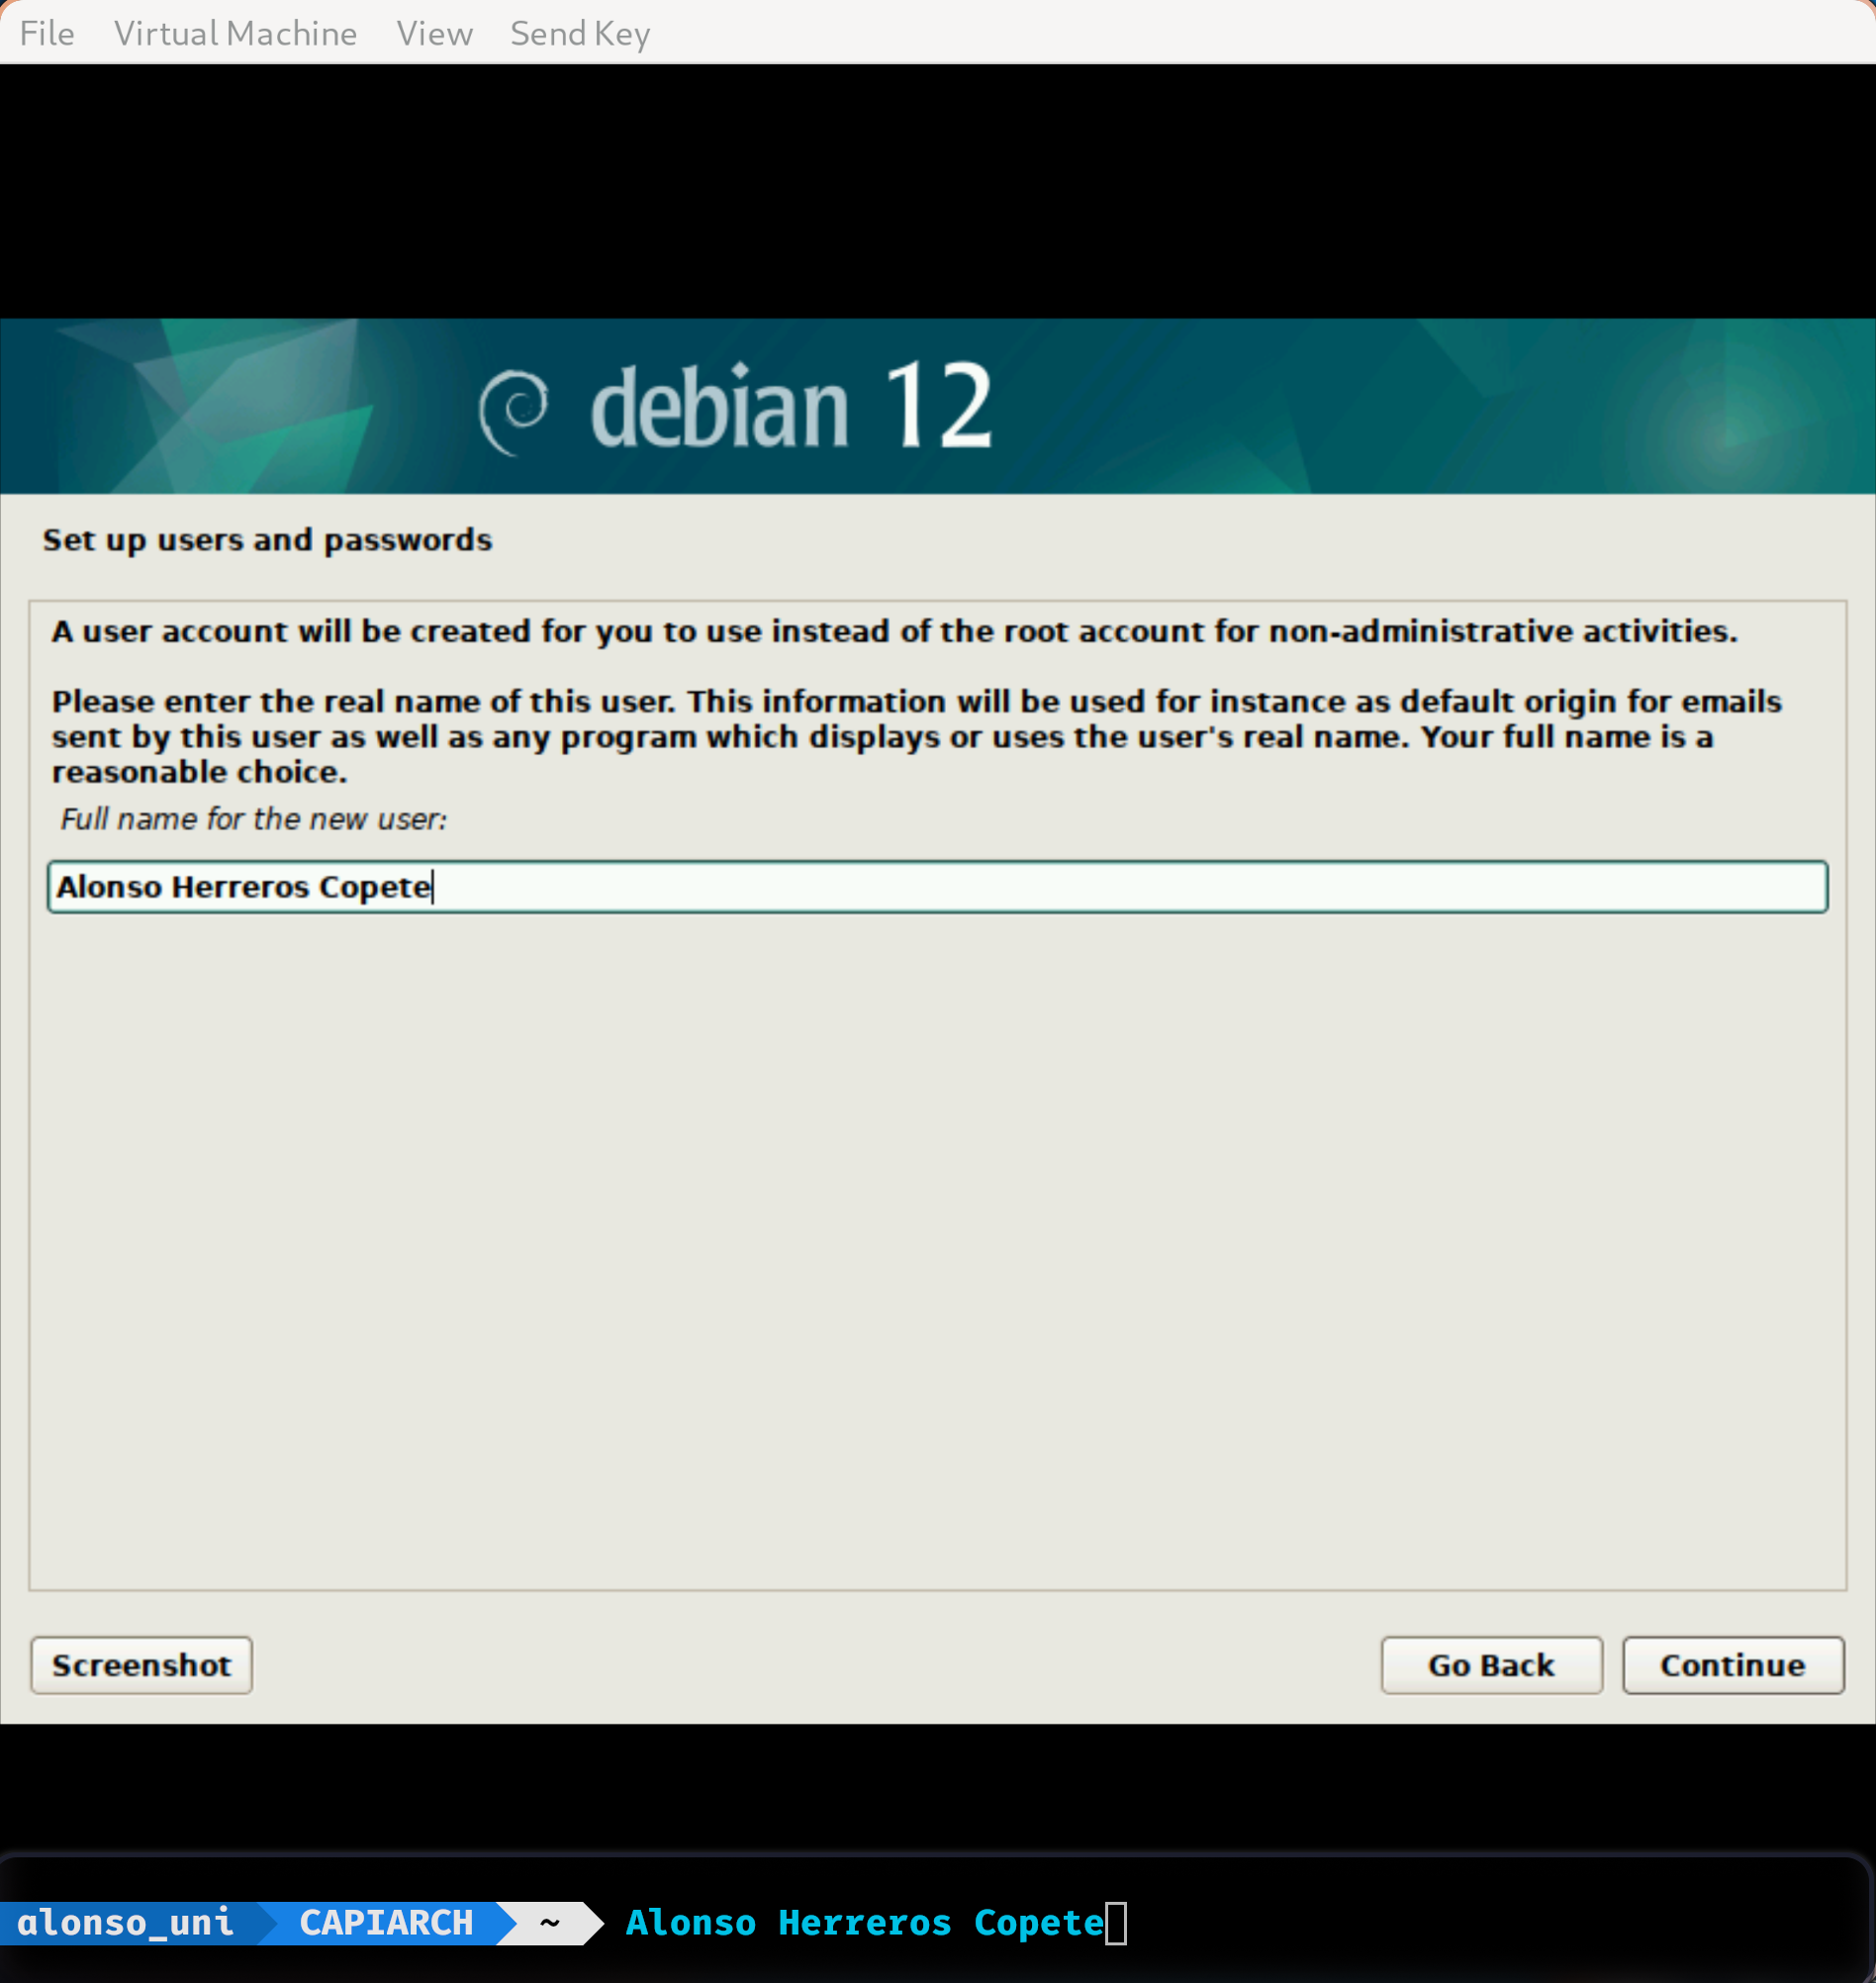 File Virtual Machine View Send Key
debian 12
Set up users and passwords
A user account will be created for you to use instead of the root account for non-administrative activities.
Please enter the real name of this user. This information will be used for instance as default origin for emails
sent by this user as well as any program which displays or uses the user's real name. Your full name is a
reasonable choice.
Full name for the new user:
Alonso Herreros Copete
Screenshot Go Back Continue
alonso_uni CAPIARCH ~ Alonso Herreros Copete